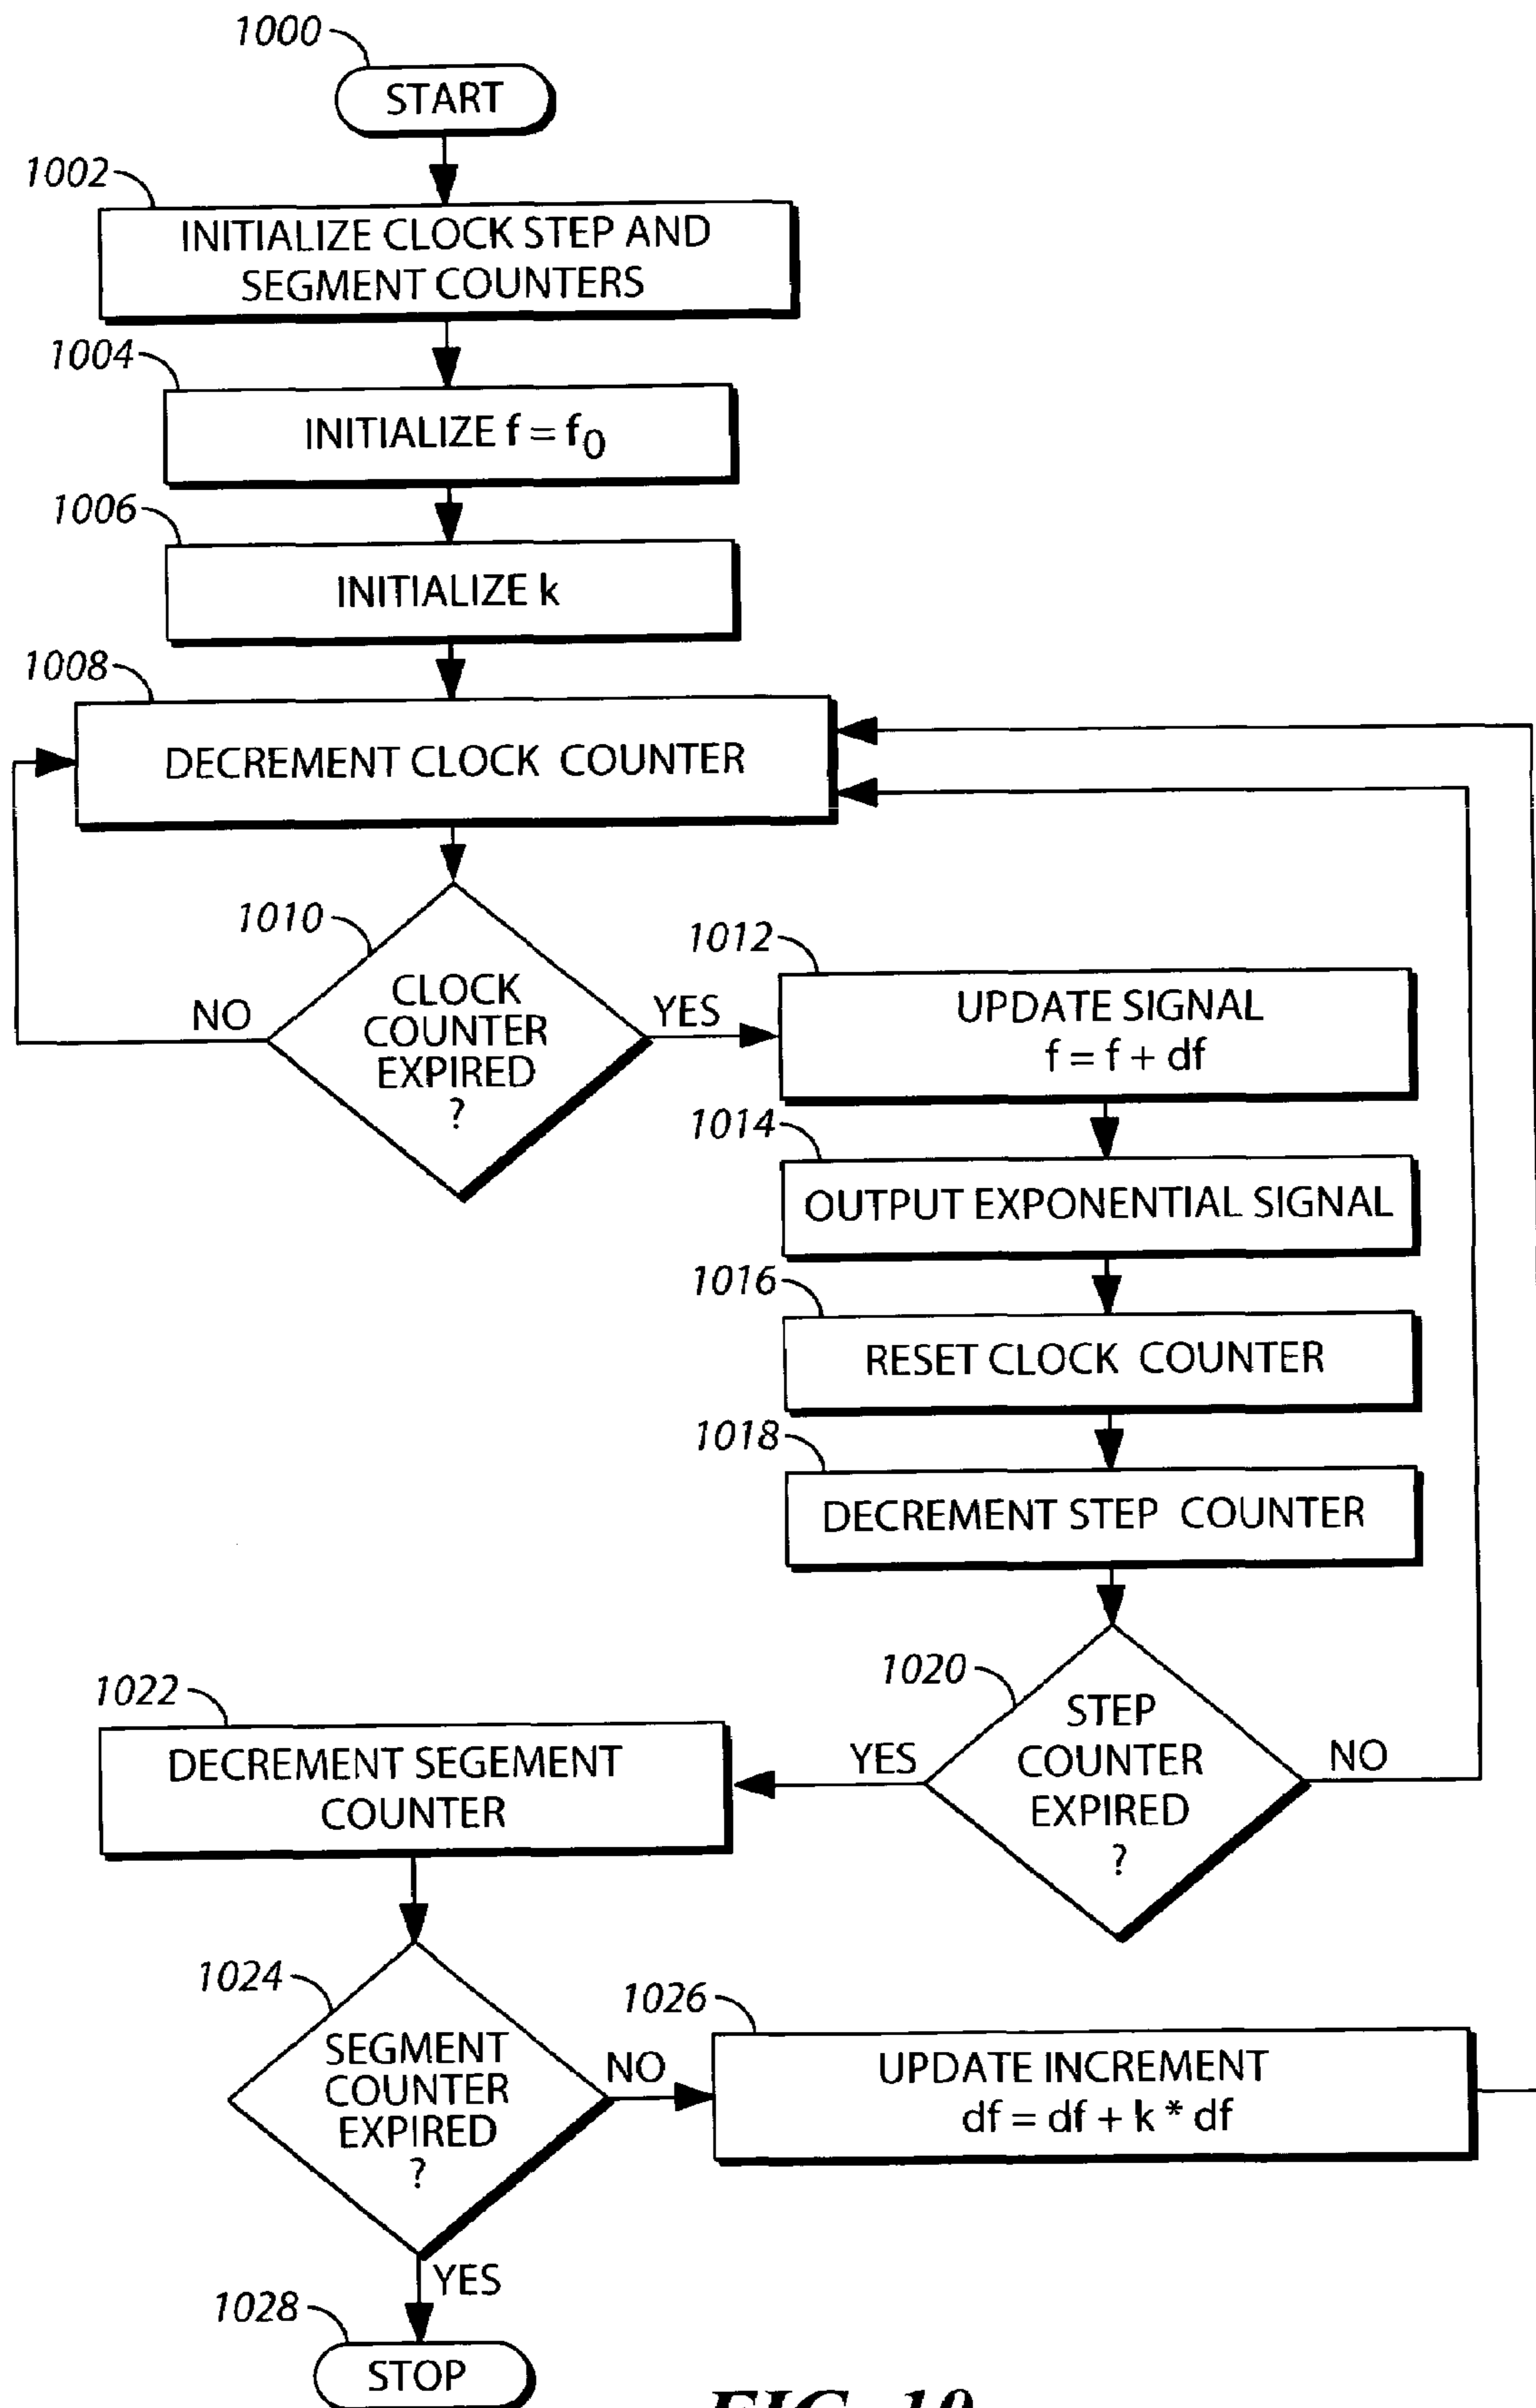 1000
START
1002
INITIALIZE CLOCK STEP AND
SEGMENT COUNTERS
1004
INITIALIZE f = f0
1006
INITIALIZE k
1008
DECREMENT CLOCK COUNTER
1010
CLOCK
COUNTER
EXPIRED
?
NO
YES
1012
UPDATE SIGNAL
f = f + df
1014
OUTPUT EXPONENTIAL SIGNAL
1016
RESET CLOCK COUNTER
1018
DECREMENT STEP COUNTER
1020
STEP
COUNTER
EXPIRED
?
YES
NO
1022
DECREMENT SEGEMENT
COUNTER
1024
SEGMENT
COUNTER
EXPIRED
?
NO
1026
UPDATE INCREMENT
df = df + k * df
YES
1028
STOP
FIG. 10